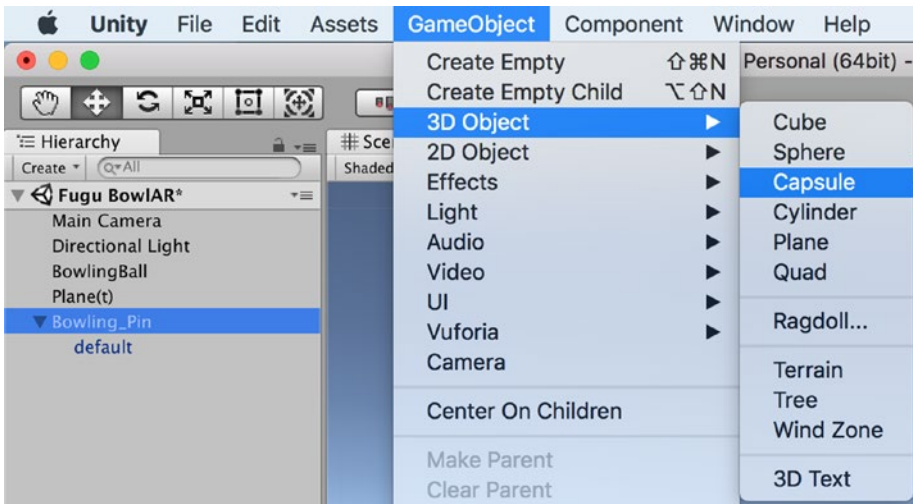 Unity File Edit Assets GameObject Component Window Help
Personal (64bit) -
Hierarchy
# Sce
Create All
Shaded
Fugu BowlAR*
Main Camera
Directional Light
BowlingBall
Plane(t)
Bowling_Pin
default
Create Empty ⇧⌘N
Create Empty Child ⌥⇧N
3D Object
2D Object
Effects
Light
Audio
Video
UI
Vuforia
Camera
Center On Children
Make Parent
Clear Parent
Cube
Sphere
Capsule
Cylinder
Plane
Quad
Ragdoll...
Terrain
Tree
Wind Zone
3D Text